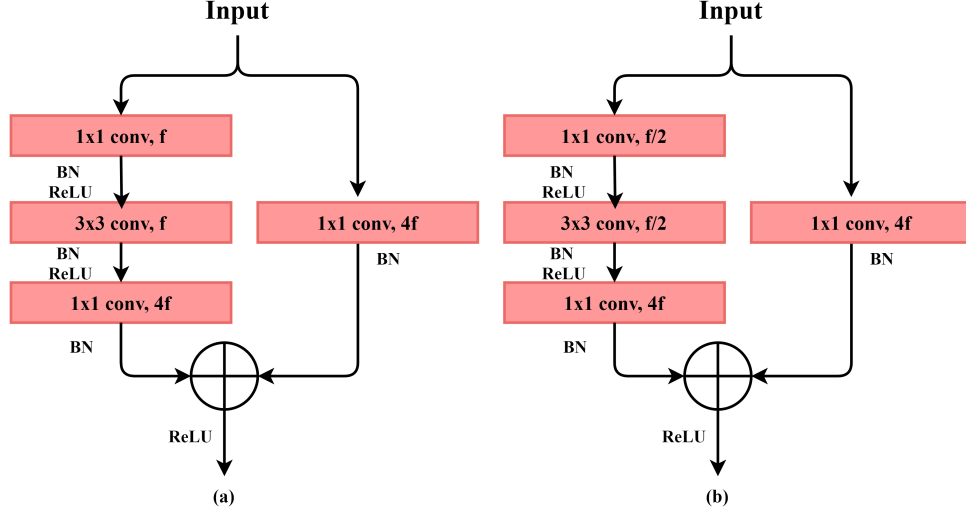 Input
1x1 conv, f
BN
ReLU
3x3 conv, f
1x1 conv, 4f
BN
BN
ReLU
1x1 conv, 4f
BN
ReLU
(a)
Input
1x1 conv, f/2
BN
ReLU
3x3 conv, f/2
1x1 conv, 4f
BN
BN
ReLU
1x1 conv, 4f
BN
ReLU
(b)